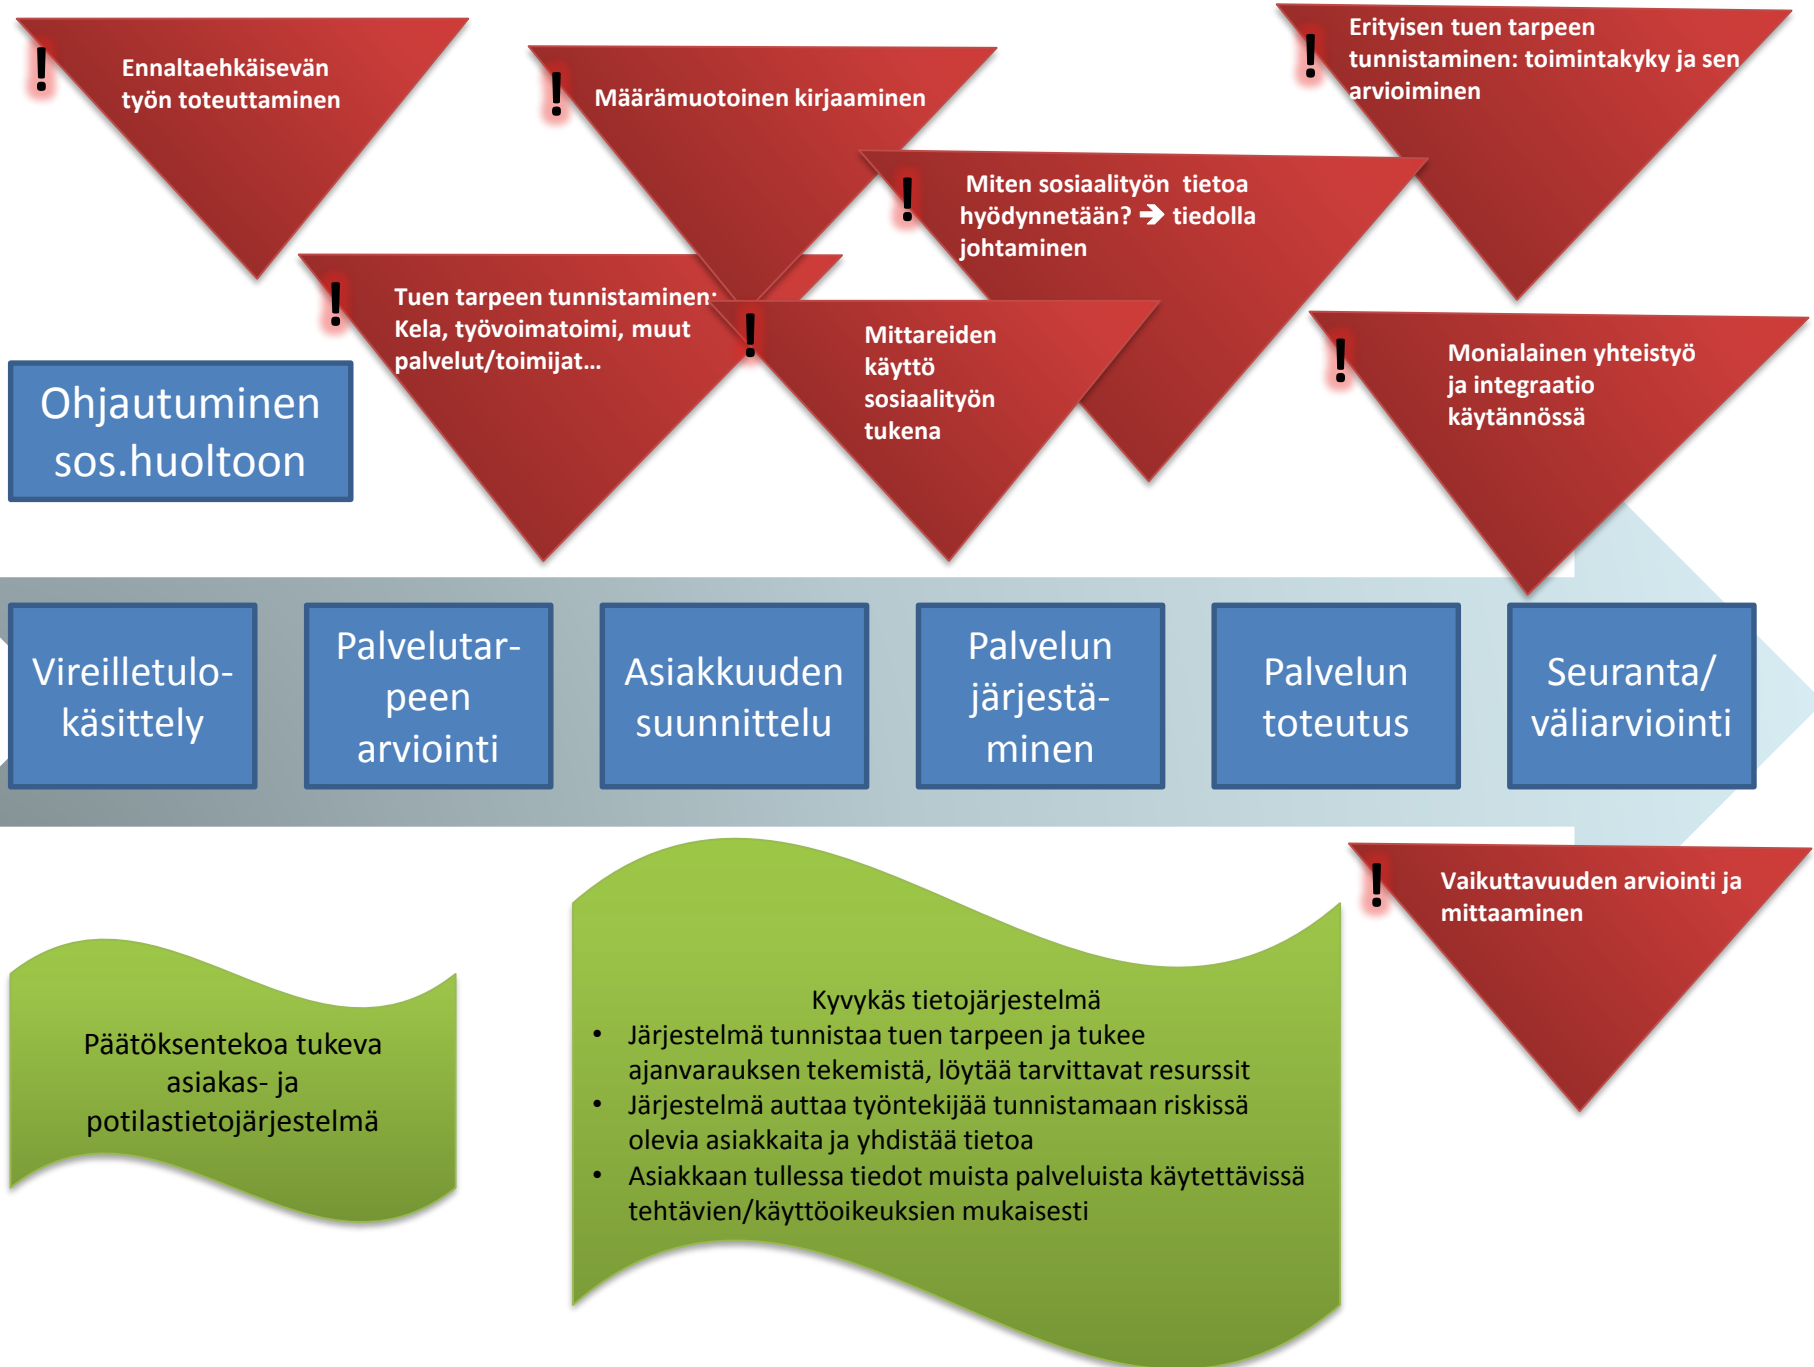 !
Ennaltaehkäisevän
työn toteuttaminen
!
Määrämuotoinen kirjaaminen
!
Erityisen tuen tarpeen
tunnistaminen: toimintakyky ja sen
arvioiminen
!
Miten sosiaalityön tietoa
hyödynnetään? ➔ tiedolla
johtaminen
!
Tuen tarpeen tunnistaminen:
Kela, työvoimatoimi, muut
palvelut/toimijat...
!
Mittareiden
käyttö
sosiaalityön
tukena
!
Monialainen yhteistyö
ja integraatio
käytännössä
Ohjautuminen
sos.huoltoon
Vireilletulo-
käsittely
Palvelutar-
peen
arviointi
Asiakkuuden
suunnittelu
Palvelun
järjestä-
minen
Palvelun
toteutus
Seuranta/
väliarviointi
!
Vaikuttavuuden arviointi ja
mittaaminen
Päätöksentekoa tukeva
asiakas- ja
potilastietojärjestelmä
Kyvykäs tietojärjestelmä
• Järjestelmä tunnistaa tuen tarpeen ja tukee
ajanvarauksen tekemistä, löytää tarvittavat resurssit
• Järjestelmä auttaa työntekijää tunnistamaan riskissä
olevia asiakkaita ja yhdistää tietoa
• Asiakkaan tullessa tiedot muista palveluista käytettävissä
tehtävien/käyttöoikeuksien mukaisesti